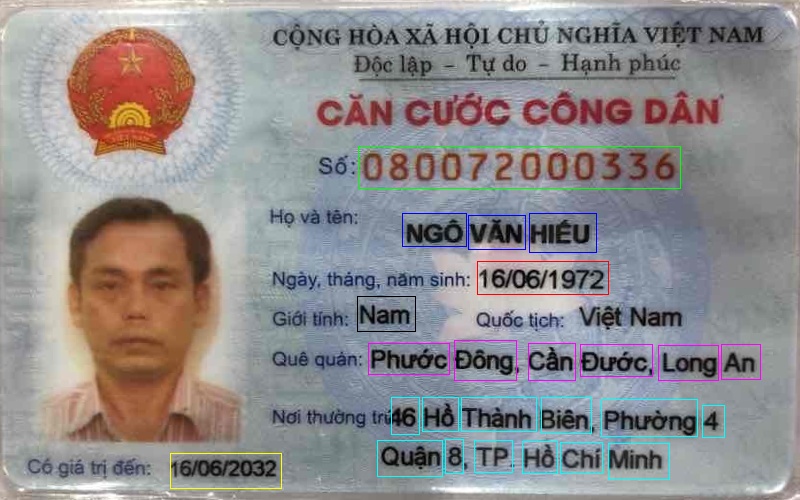 CỘNG HÒA XÃ HỘI CHỦ NGHĨA VIỆT NAM
Độc lập - Tự do - Hạnh phúc
CĂN CƯỚC CÔNG DÂN
Số: 080072000336
Họ và tên: NGÔ VĂN HIẾU
Ngày, tháng, năm sinh: 16/06/1972
Giới tính: Nam Quốc tịch: Việt Nam
Quê quán: Phước Đông, Cần Đước, Long An
Nơi thường trú: 46 Hồ Thành Biên, Phường 4
Quận 8, TP. Hồ Chí Minh
Có giá trị đến: 16/06/2032